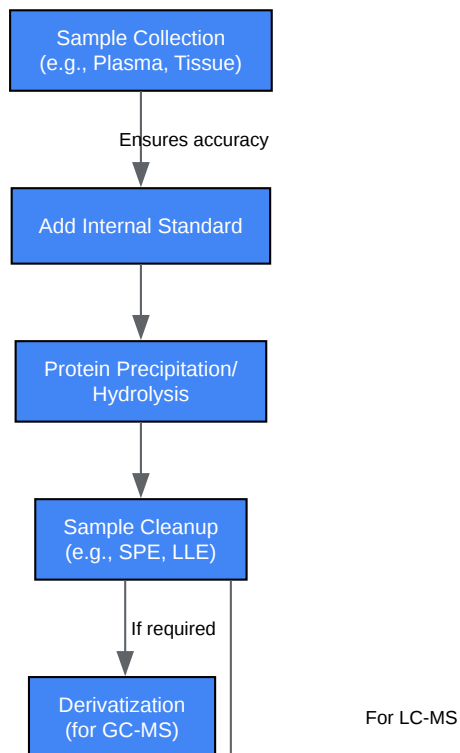 Sample Collection
(e.g., Plasma, Tissue)
Ensures accuracy
Add Internal Standard
Protein Precipitation/
Hydrolysis
Sample Cleanup
(e.g., SPE, LLE)
If required
Derivatization
(for GC-MS)
For LC-MS